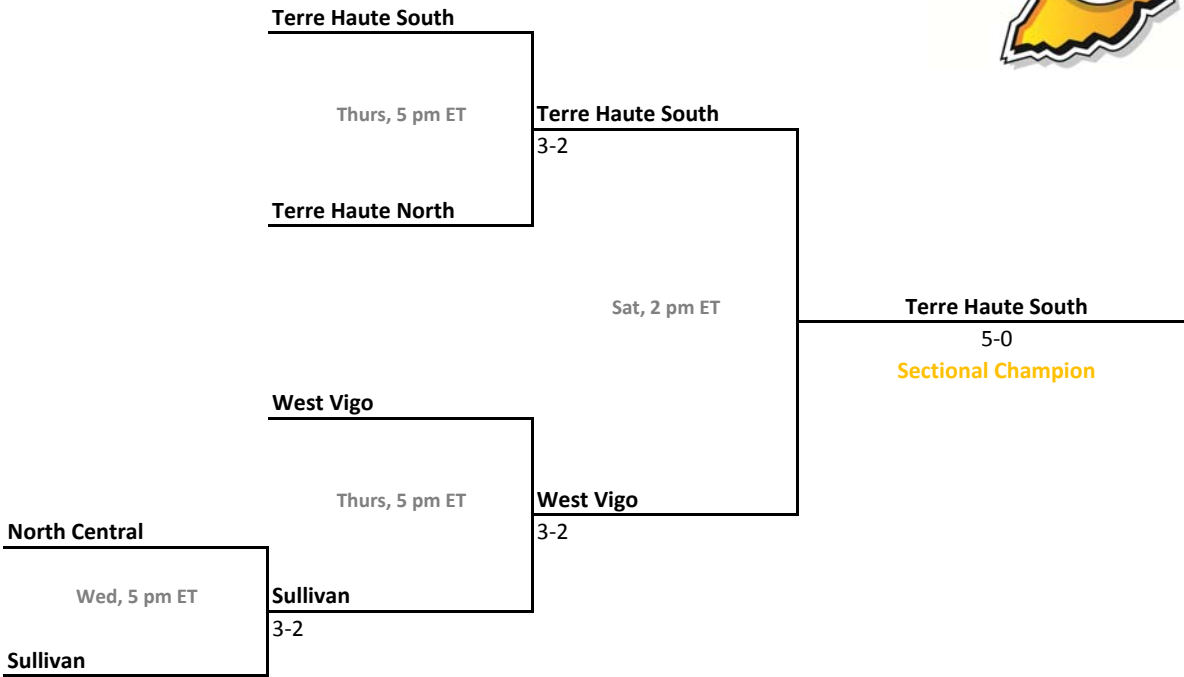 Terre Haute South
Thurs, 5 pm ET
Terre Haute South
3-2
Terre Haute North
Sat, 2 pm ET
Terre Haute South
5-0
Sectional Champion
West Vigo
Thurs, 5 pm ET
West Vigo
3-2
North Central
Wed, 5 pm ET
Sullivan
3-2
Sullivan